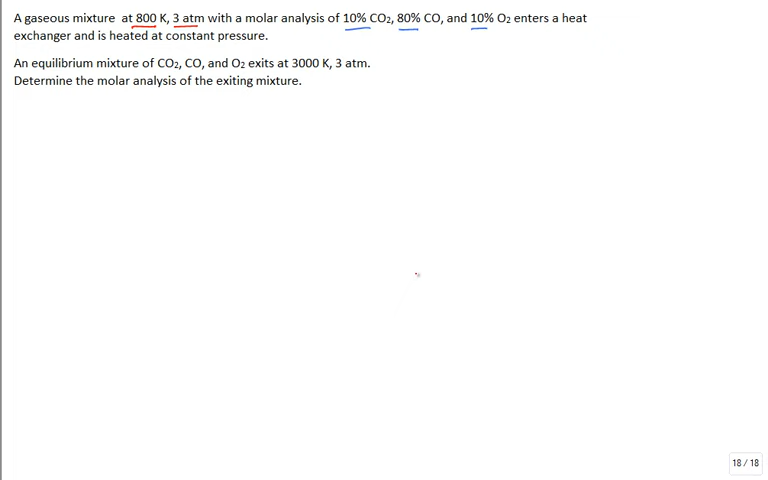 A gaseous mixture at 800 K, 3 atm with a molar analysis of 10% CO₂, 80% CO, and 10% O₂ enters a heat
exchanger and is heated at constant pressure.
An equilibrium mixture of CO₂, CO, and O₂ exits at 3000 K, 3 atm.
Determine the molar analysis of the exiting mixture.
18 / 18